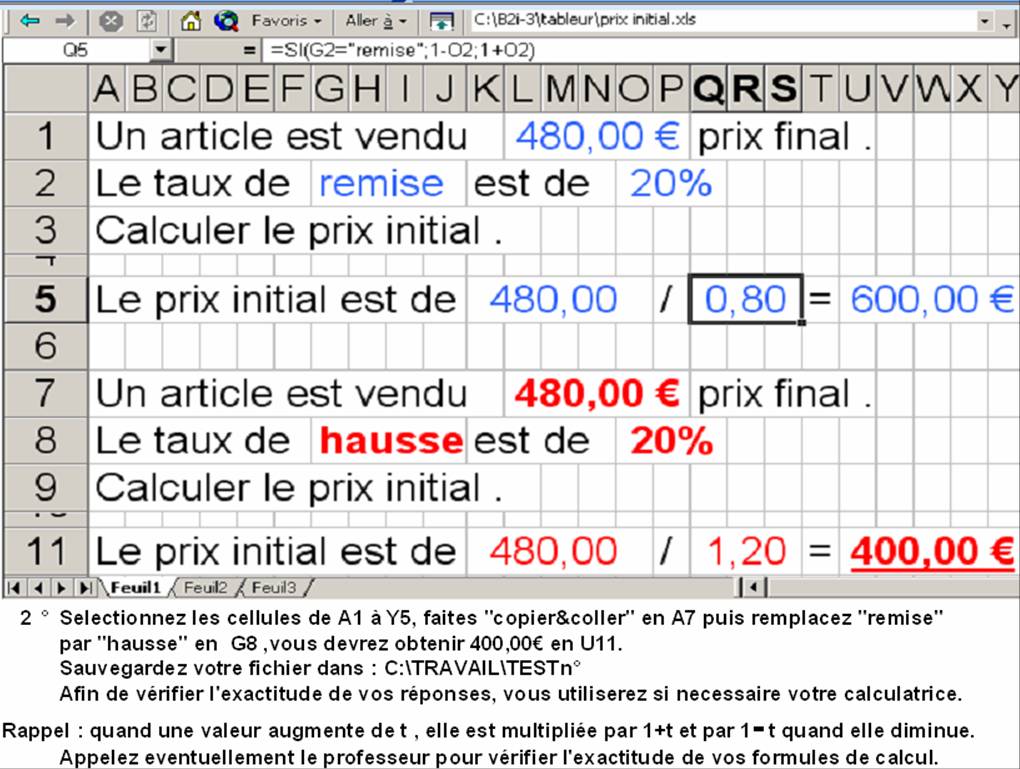 Favoris Aller à C:\B2i-3\tableur\prix initial.xls
Q5 = =SI(G2="remise";1-O2;1+O2)
A B C D E F G H I J K L M N O P Q R S T U V W X Y
1 Un article est vendu 480,00 € prix final .
2 Le taux de remise est de 20%
3 Calculer le prix initial .
5 Le prix initial est de 480,00 / 0,80 = 600,00 €
6
7 Un article est vendu 480,00 € prix final .
8 Le taux de hausse est de 20%
9 Calculer le prix initial .
11 Le prix initial est de 480,00 / 1,20 = 400,00 €
Feuil1 Feuil2 Feuil3
2 ° Selectionnez les cellules de A1 à Y5, faites "copier&coller" en A7 puis remplacez "remise"
par "hausse" en G8 ,vous devrez obtenir 400,00€ en U11.
Sauvegardez votre fichier dans : C:\TRAVAIL\TESTn°
Afin de vérifier l'exactitude de vos réponses, vous utiliserez si necessaire votre calculatrice.
Rappel : quand une valeur augmente de t , elle est multipliée par 1+t et par 1-t quand elle diminue.
Appelez eventuellement le professeur pour vérifier l'exactitude de vos formules de calcul.